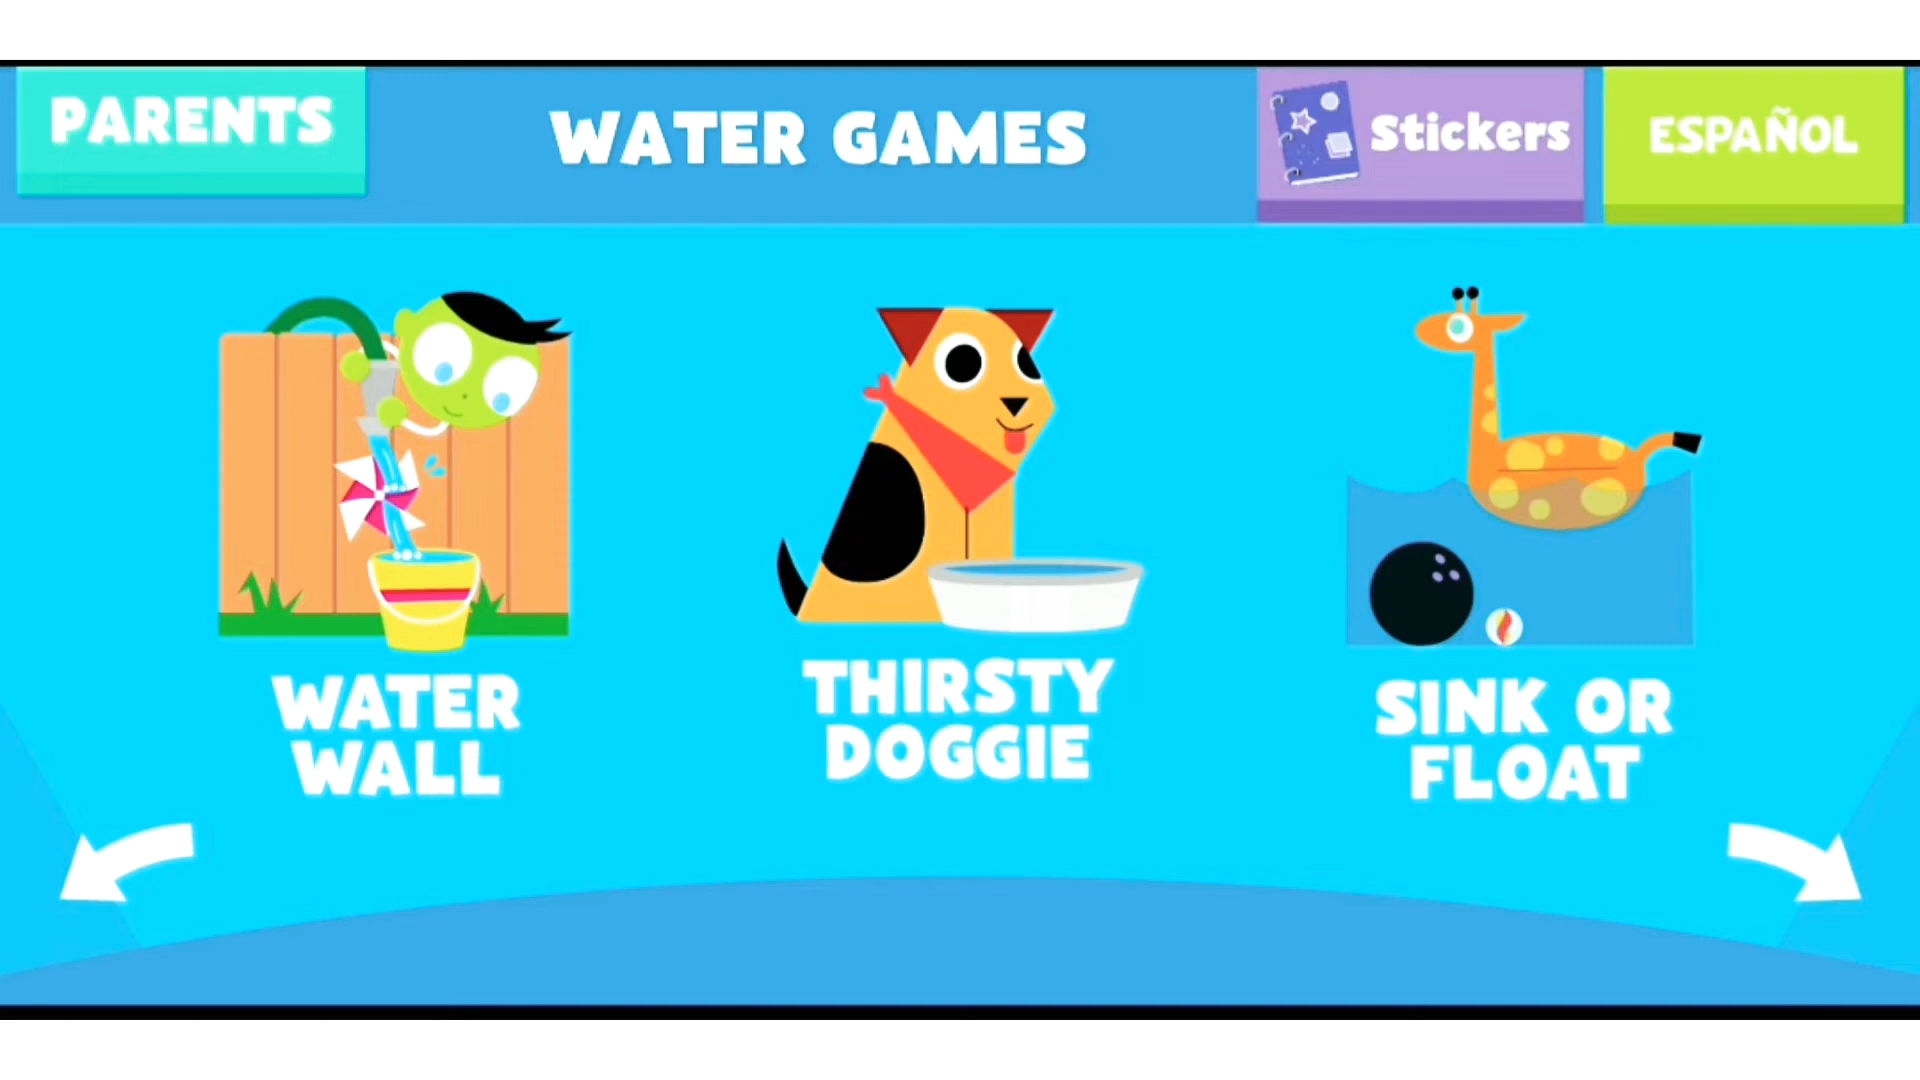 PARENTS
WATER GAMES
Stickers
ESPAÑOL
WATER
WALL
THIRSTY
DOGGIE
SINK OR
FLOAT